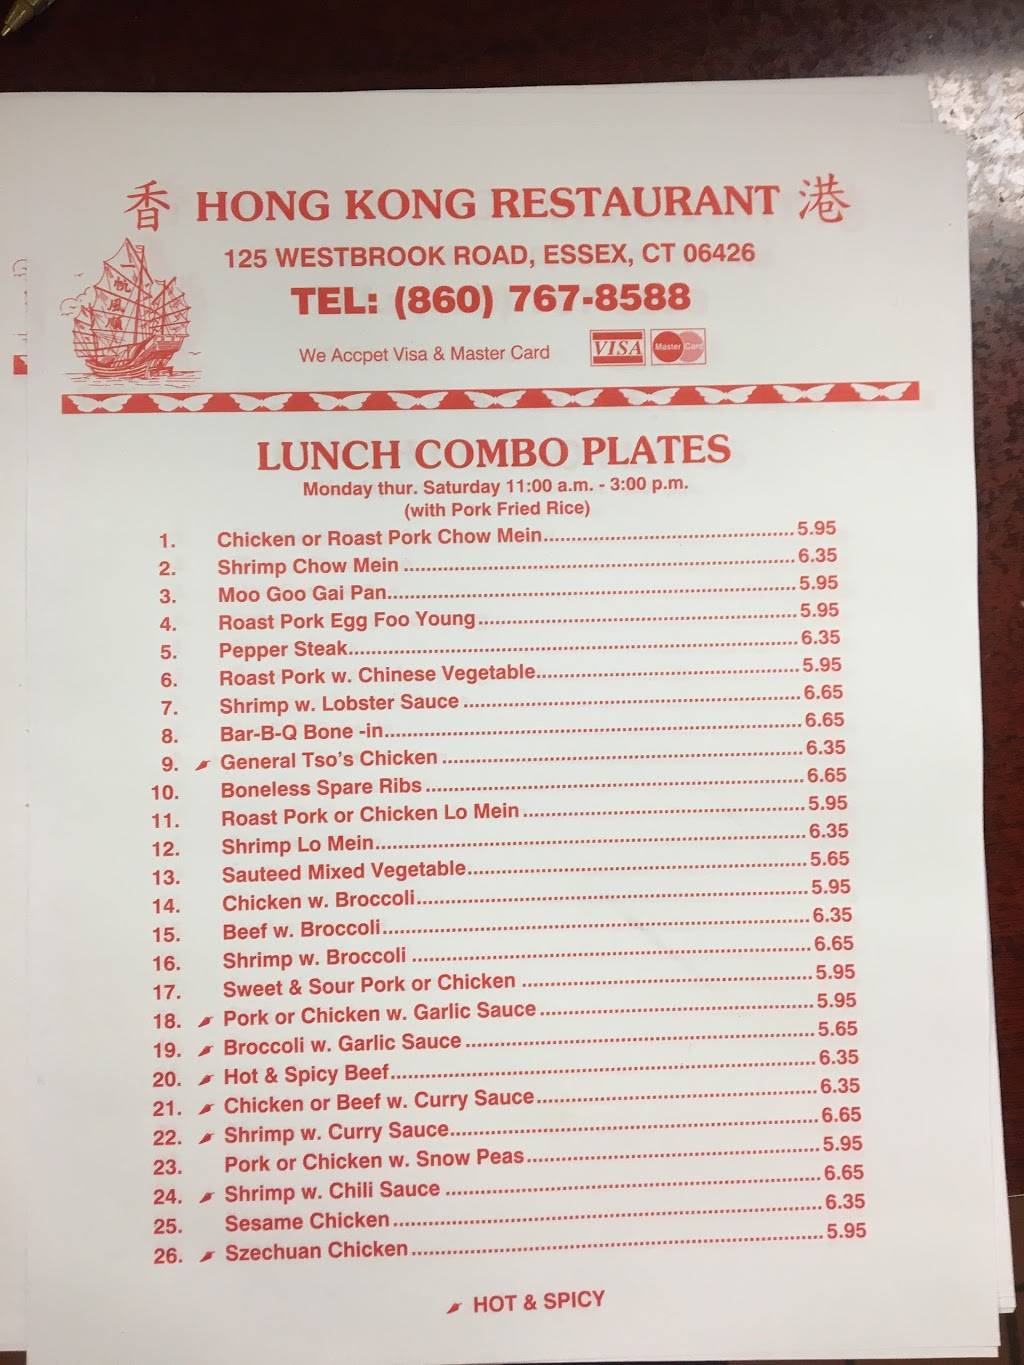 香 HONG KONG RESTAURANT 港
125 WESTBROOK ROAD, ESSEX, CT 06426
TEL: (860) 767-8588
We Accpet Visa & Master Card VISA Master Card
一帆風順
LUNCH COMBO PLATES
Monday thur. Saturday 11:00 a.m. - 3:00 p.m.
(with Pork Fried Rice)
1. Chicken or Roast Pork Chow Mein 5.95
2. Shrimp Chow Mein 6.35
3. Moo Goo Gai Pan 5.95
4. Roast Pork Egg Foo Young 5.95
5. Pepper Steak 6.35
6. Roast Pork w. Chinese Vegetable 5.95
7. Shrimp w. Lobster Sauce 6.65
8. Bar-B-Q Bone -in 6.65
9. General Tso's Chicken 6.35
10. Boneless Spare Ribs 6.65
11. Roast Pork or Chicken Lo Mein 5.95
12. Shrimp Lo Mein 6.35
13. Sauteed Mixed Vegetable 5.65
14. Chicken w. Broccoli 5.95
15. Beef w. Broccoli 6.35
16. Shrimp w. Broccoli 6.65
17. Sweet & Sour Pork or Chicken 5.95
18. Pork or Chicken w. Garlic Sauce 5.95
19. Broccoli w. Garlic Sauce 5.65
20. Hot & Spicy Beef 6.35
21. Chicken or Beef w. Curry Sauce 6.35
22. Shrimp w. Curry Sauce 6.65
23. Pork or Chicken w. Snow Peas 5.95
24. Shrimp w. Chili Sauce 6.65
25. Sesame Chicken 6.35
26. Szechuan Chicken 5.95
HOT & SPICY